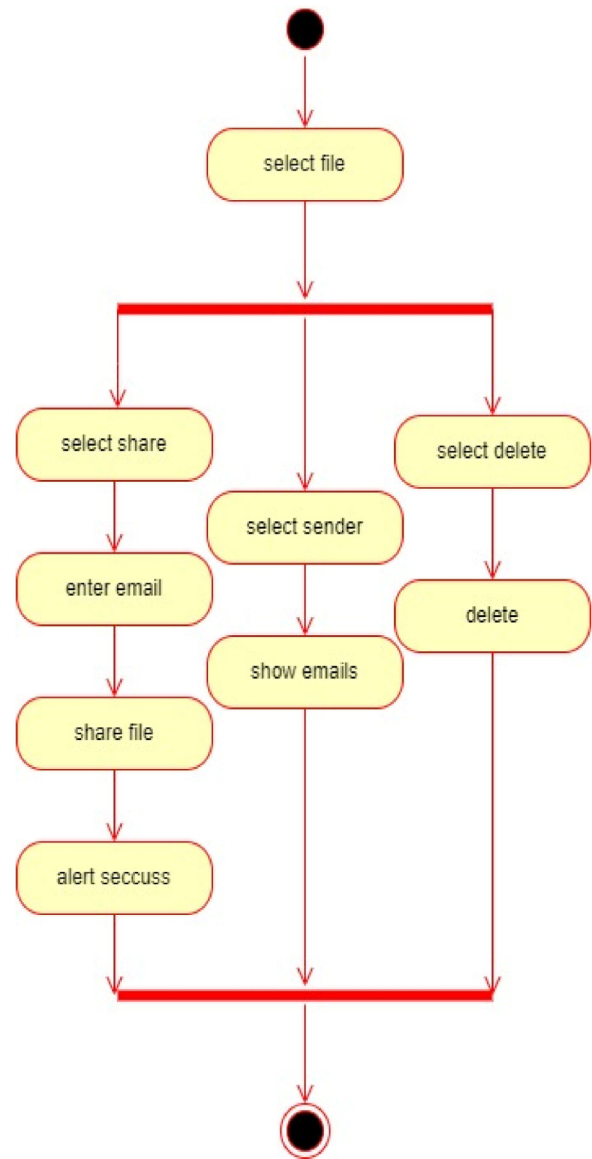 select file
select share
enter email
share file
alert seccuss
select sender
show emails
select delete
delete